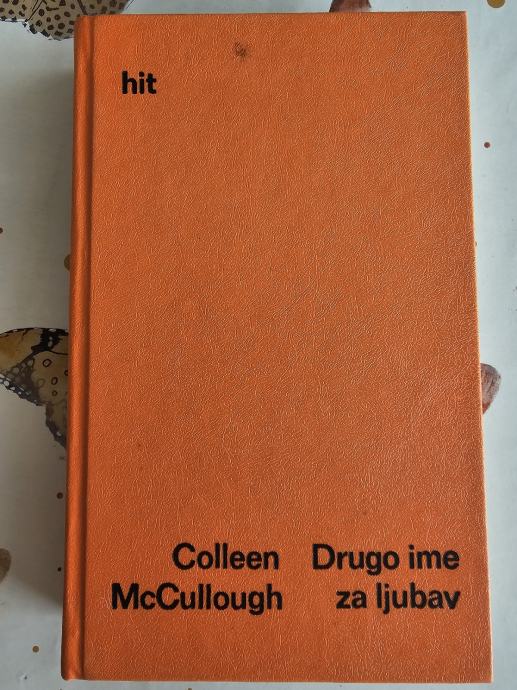 hit
Colleen
McCullough
Drugo ime
za ljubav